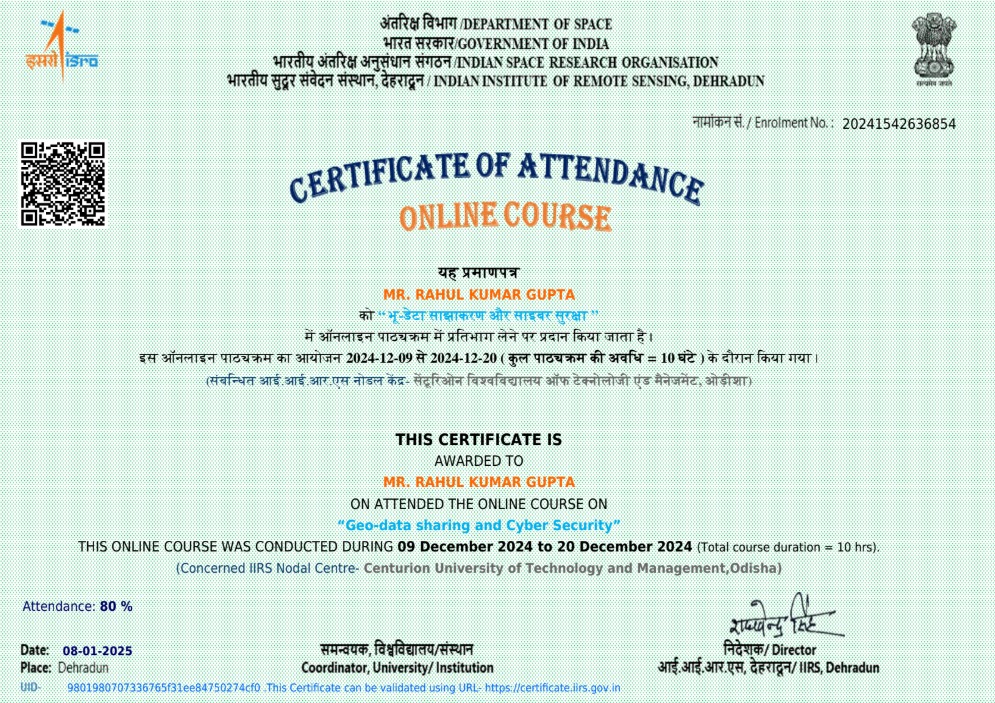 इसरो isro
अंतरिक्ष विभाग /DEPARTMENT OF SPACE
भारत सरकार/GOVERNMENT OF INDIA
भारतीय अंतरिक्ष अनुसंधान संगठन /INDIAN SPACE RESEARCH ORGANISATION
भारतीय सुदूर संवेदन संस्थान, देहरादून / INDIAN INSTITUTE OF REMOTE SENSING, DEHRADUN
सत्यमेव जयते
नामांकन सं. / Enrolment No. : 20241542636854
CERTIFICATE OF ATTENDANCE
ONLINE COURSE
यह प्रमाणपत्र
MR. RAHUL KUMAR GUPTA
को “ भू-डेटा साझाकरण और साइबर सुरक्षा ”
में ऑनलाइन पाठ्यक्रम में प्रतिभाग लेने पर प्रदान किया जाता है।
इस ऑनलाइन पाठ्यक्रम का आयोजन 2024-12-09 से 2024-12-20 ( कुल पाठ्यक्रम की अवधि = 10 घंटे ) के दौरान किया गया।
(संबन्धित आई.आई.आर.एस नोडल केंद्र- सेंटूरिओन विश्वविद्यालय ऑफ टेक्नोलोजी एंड मैनेजमेंट, ओड़ीशा)
THIS CERTIFICATE IS
AWARDED TO
MR. RAHUL KUMAR GUPTA
ON ATTENDED THE ONLINE COURSE ON
“Geo-data sharing and Cyber Security”
THIS ONLINE COURSE WAS CONDUCTED DURING 09 December 2024 to 20 December 2024 (Total course duration = 10 hrs).
(Concerned IIRS Nodal Centre- Centurion University of Technology and Management,Odisha)
Attendance: 80 %
राघवेन्द्र सिंह
Date: 08-01-2025
समन्वयक, विश्वविद्यालय/संस्थान
निदेशक/ Director
Place: Dehradun
Coordinator, University/ Institution
आई.आई.आर.एस, देहरादून/ IIRS, Dehradun
UID- 9801980707336765f31ee84750274cf0 .This Certificate can be validated using URL- https://certificate.iirs.gov.in